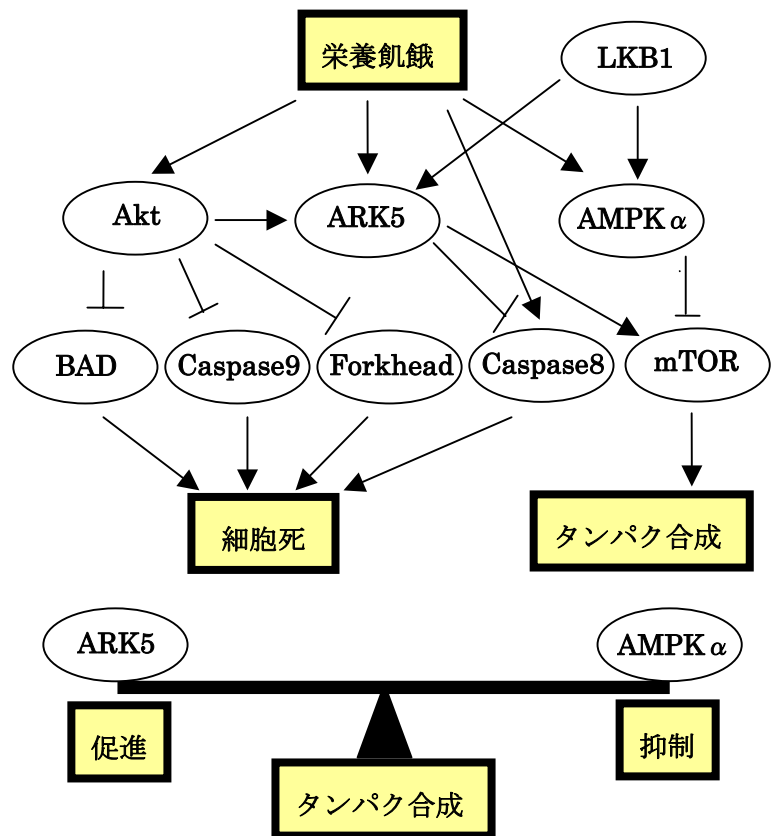 栄養飢餓
LKB1
Akt
ARK5
AMPKα
BAD
Caspase9
Forkhead
Caspase8
mTOR
細胞死
タンパク合成
ARK5
AMPKα
促進
抑制
タンパク合成